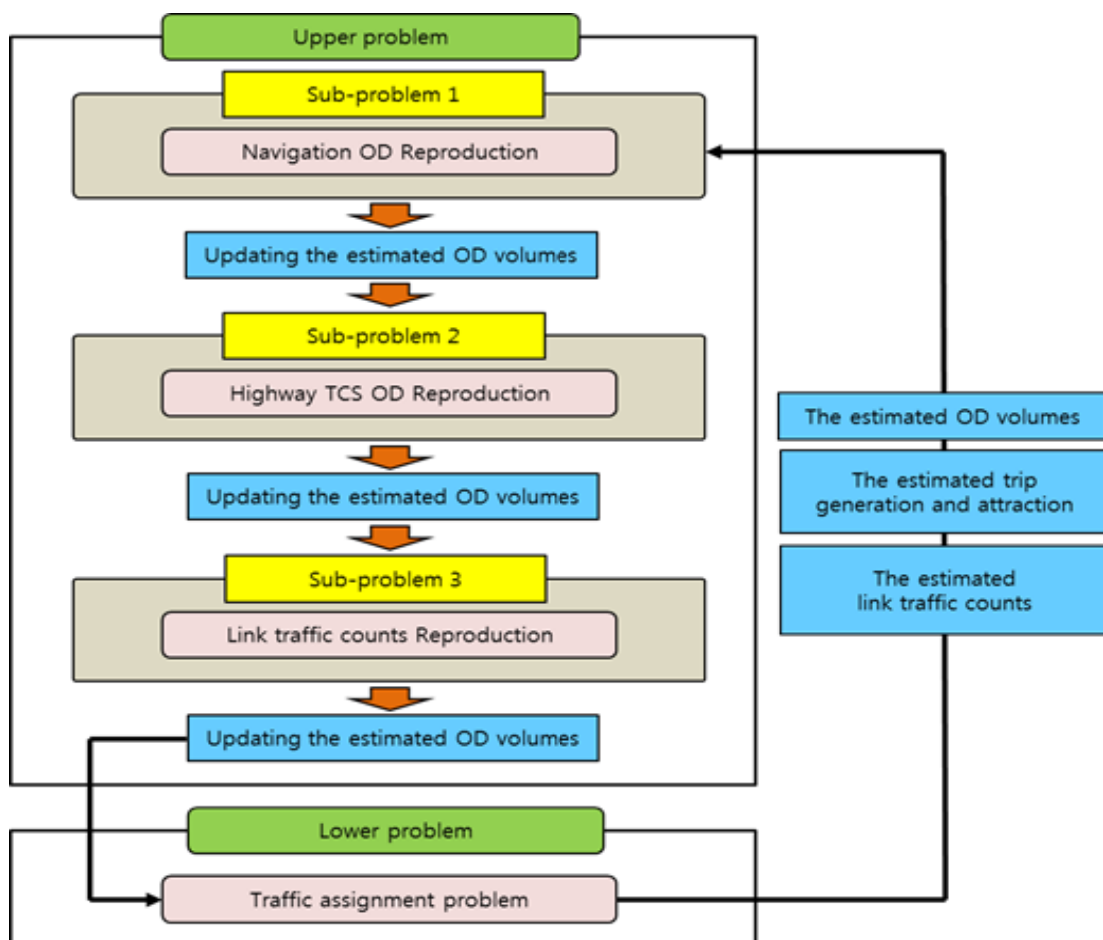 Upper problem
Sub-problem 1
Navigation OD Reproduction
Updating the estimated OD volumes
Sub-problem 2
Highway TCS OD Reproduction
Updating the estimated OD volumes
Sub-problem 3
Link traffic counts Reproduction
Updating the estimated OD volumes
Lower problem
Traffic assignment problem
The estimated OD volumes
The estimated trip
generation and attraction
The estimated
link traffic counts